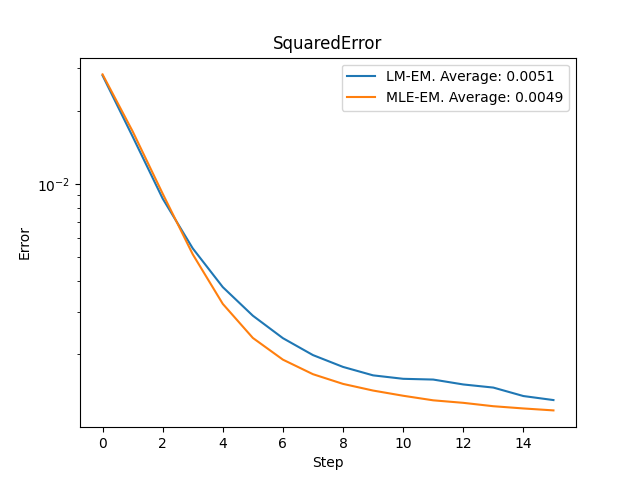 SquaredError
LM-EM. Average: 0.0051
MLE-EM. Average: 0.0049
10⁻²
Error
0 2 4 6 8 10 12 14
Step